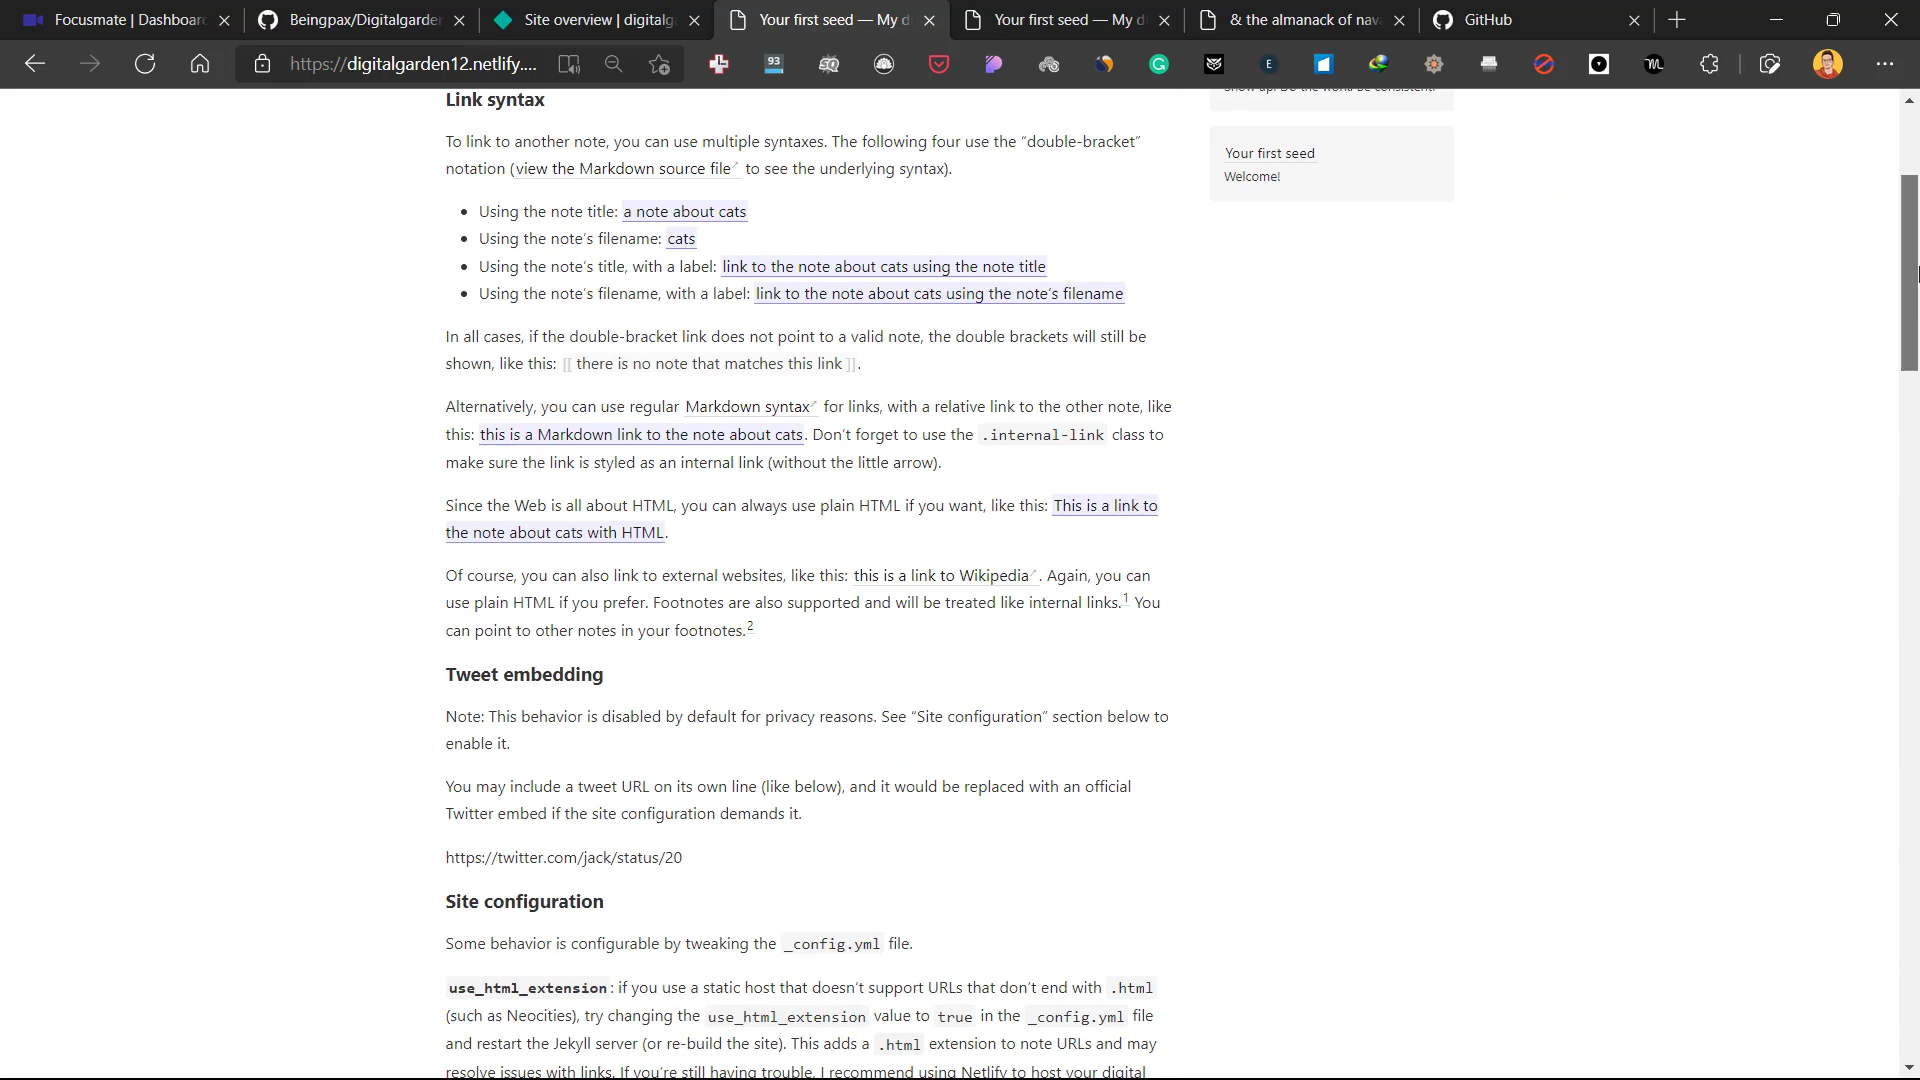 Focusmate | Dashboard
Beingpax/Digitalgarden
Site overview | digitalg
Your first seed — My d
Your first seed — My d
& the almanack of nav
GitHub
https://digitalgarden12.netlify....
93
Link syntax
To link to another note, you can use multiple syntaxes. The following four use the “double-bracket”
notation (view the Markdown source file to see the underlying syntax).
Your first seed
Welcome!
• Using the note title: a note about cats
• Using the note’s filename: cats
• Using the note’s title, with a label: link to the note about cats using the note title
• Using the note’s filename, with a label: link to the note about cats using the note’s filename
In all cases, if the double-bracket link does not point to a valid note, the double brackets will still be
shown, like this: [[ there is no note that matches this link ]].
Alternatively, you can use regular Markdown syntax for links, with a relative link to the other note, like
this: this is a Markdown link to the note about cats. Don’t forget to use the .internal-link class to
make sure the link is styled as an internal link (without the little arrow).
Since the Web is all about HTML, you can always use plain HTML if you want, like this: This is a link to
the note about cats with HTML.
Of course, you can also link to external websites, like this: this is a link to Wikipedia. Again, you can
use plain HTML if you prefer. Footnotes are also supported and will be treated like internal links.1 You
can point to other notes in your footnotes.2
Tweet embedding
Note: This behavior is disabled by default for privacy reasons. See “Site configuration” section below to
enable it.
You may include a tweet URL on its own line (like below), and it would be replaced with an official
Twitter embed if the site configuration demands it.
https://twitter.com/jack/status/20
Site configuration
Some behavior is configurable by tweaking the _config.yml file.
use_html_extension: if you use a static host that doesn’t support URLs that don’t end with .html
(such as Neocities), try changing the use_html_extension value to true in the _config.yml file
and restart the Jekyll server (or re-build the site). This adds a .html extension to note URLs and may
resolve issues with links. If you’re still having trouble, I recommend using Netlify to host your digital